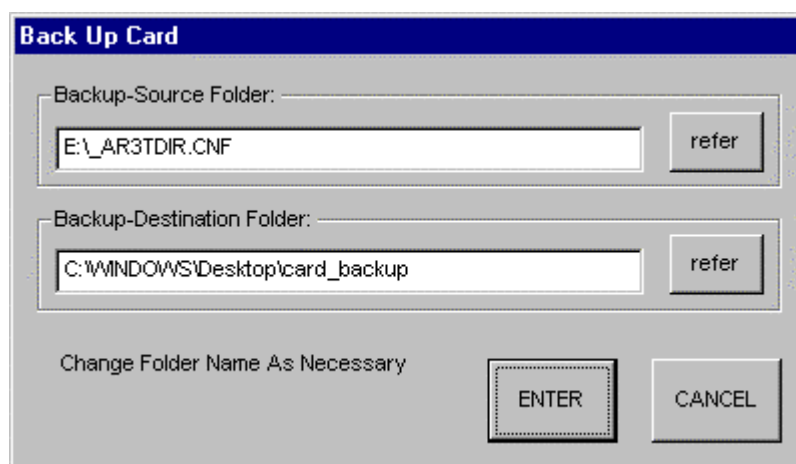 Back Up Card
Backup-Source Folder:
E:\_AR3TDIR.CNF
refer
Backup-Destination Folder:
C:\WINDOWS\Desktop\card_backup
refer
Change Folder Name As Necessary
ENTER
CANCEL